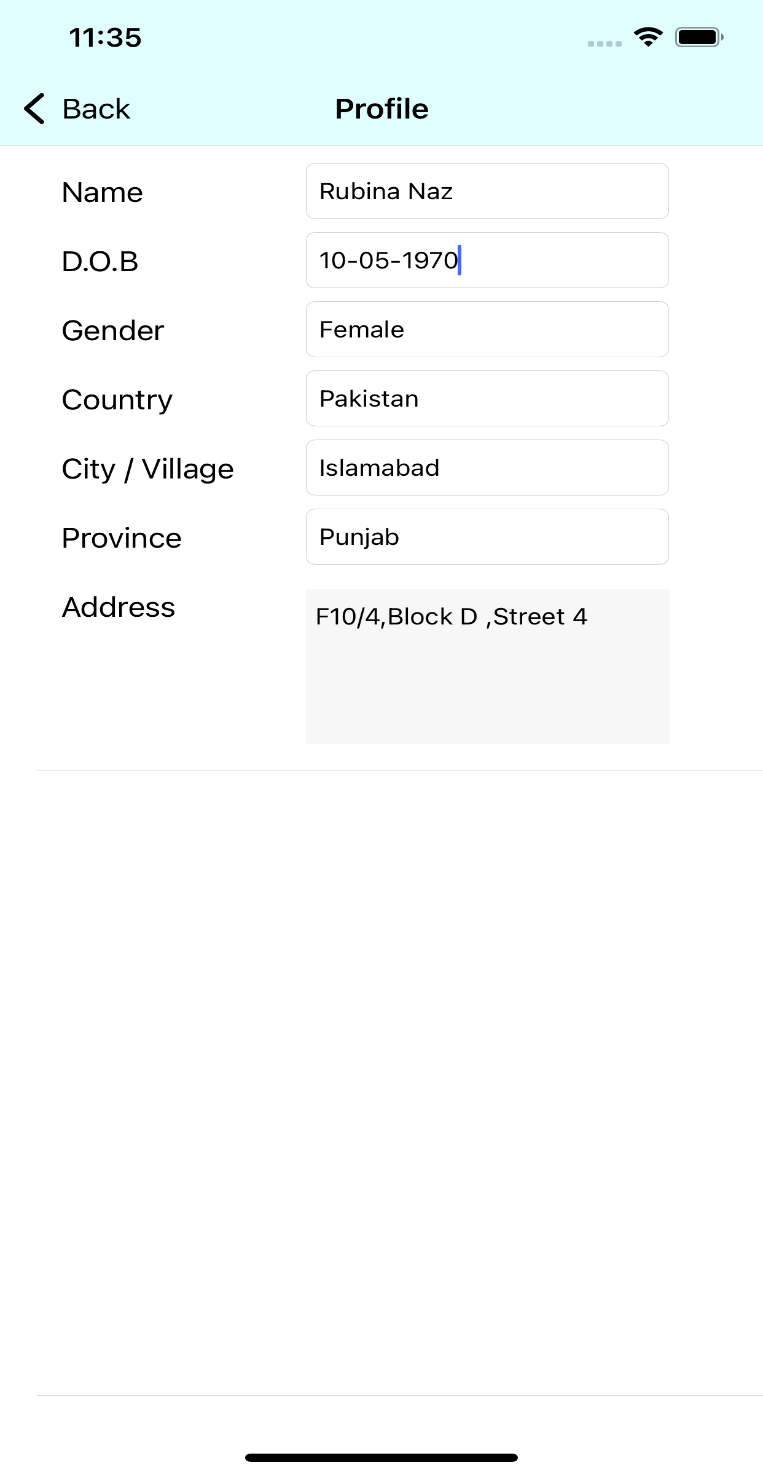 11:35
Back Profile
Name Rubina Naz
D.O.B 10-05-1970
Gender Female
Country Pakistan
City / Village Islamabad
Province Punjab
Address F10/4,Block D ,Street 4